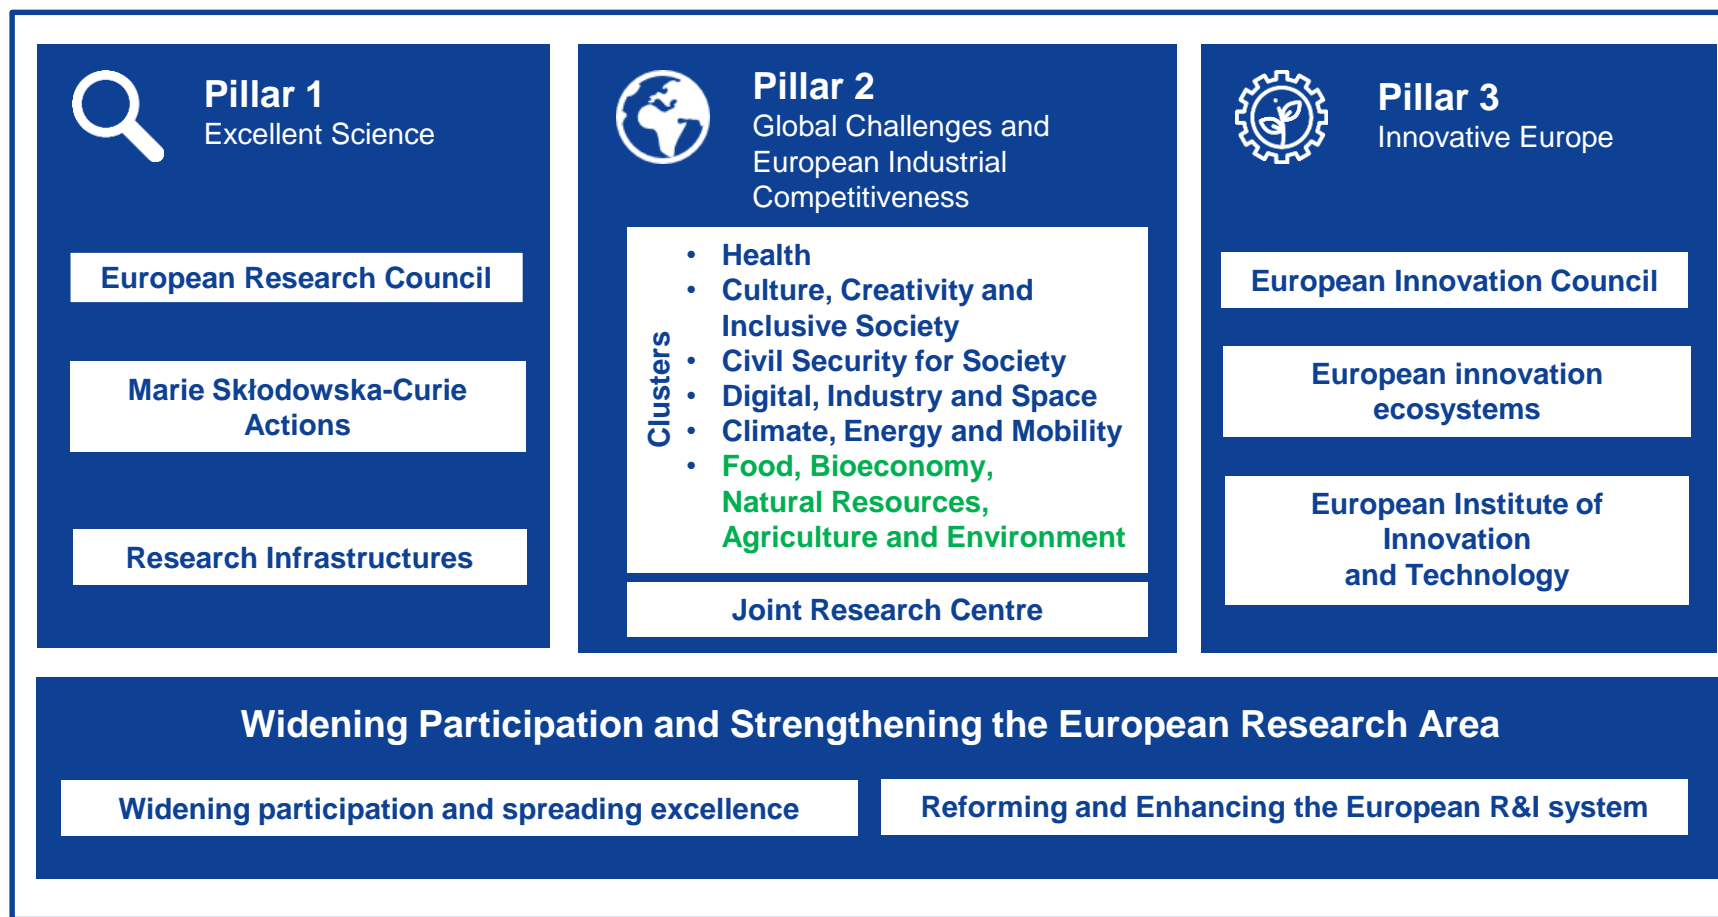 Pillar 1
Excellent Science
European Research Council
Marie Skłodowska-Curie
Actions
Research Infrastructures
Pillar 2
Global Challenges and
European Industrial
Competitiveness
Clusters
• Health
• Culture, Creativity and
Inclusive Society
• Civil Security for Society
• Digital, Industry and Space
• Climate, Energy and Mobility
• Food, Bioeconomy,
Natural Resources,
Agriculture and Environment
Joint Research Centre
Pillar 3
Innovative Europe
European Innovation Council
European innovation
ecosystems
European Institute of
Innovation
and Technology
Widening Participation and Strengthening the European Research Area
Widening participation and spreading excellence
Reforming and Enhancing the European R&I system